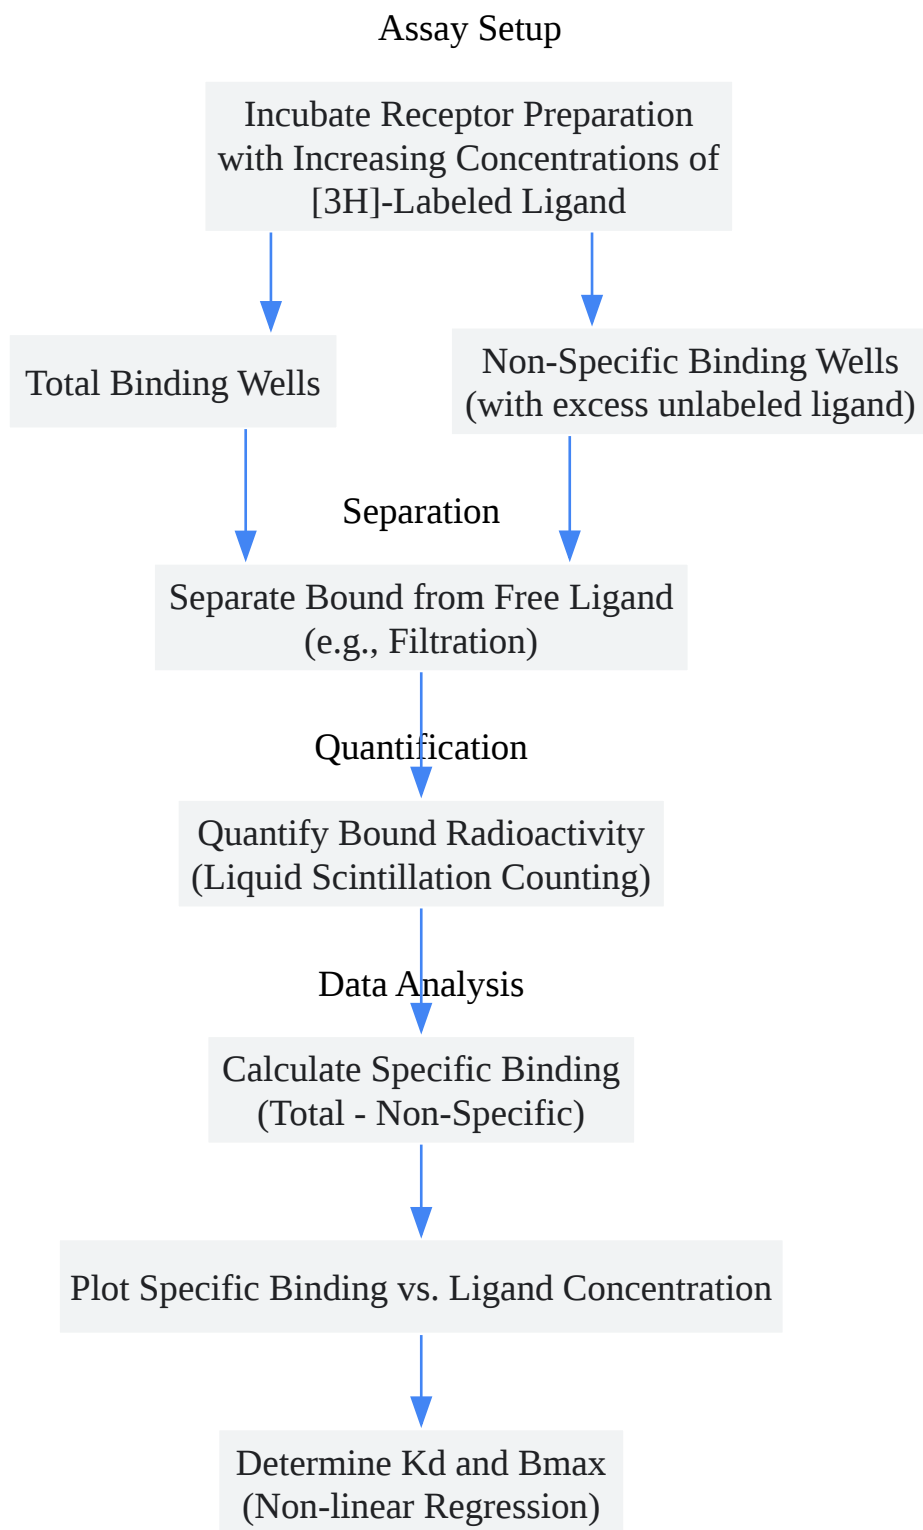 Assay Setup
Incubate Receptor Preparation
with Increasing Concentrations of
[3H]-Labeled Ligand
Total Binding Wells
Non-Specific Binding Wells
(with excess unlabeled ligand)
Separation
Separate Bound from Free Ligand
(e.g., Filtration)
Quantification
Quantify Bound Radioactivity
(Liquid Scintillation Counting)
Data Analysis
Calculate Specific Binding
(Total - Non-Specific)
Plot Specific Binding vs. Ligand Concentration
Determine Kd and Bmax
(Non-linear Regression)